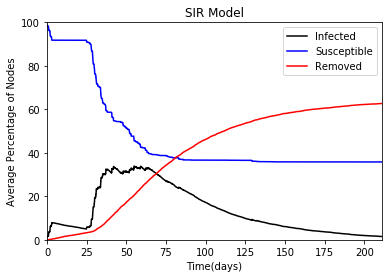 SIR Model
Average Percentage of Nodes
100
80
60
40
20
0
Infected
Susceptible
Removed
0 25 50 75 100 125 150 175 200
Time(days)